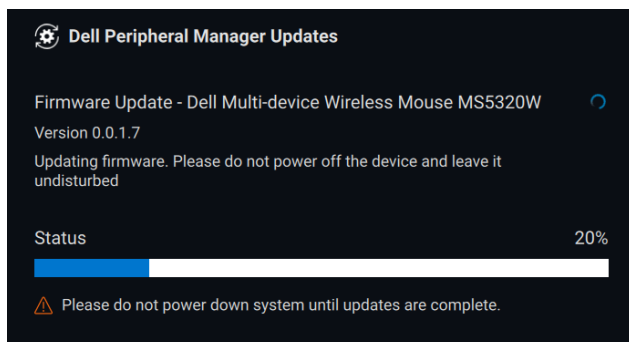 Dell Peripheral Manager Updates
Firmware Update - Dell Multi-device Wireless Mouse MS5320W
Version 0.0.1.7
Updating firmware. Please do not power off the device and leave it
undisturbed
Status 20%
Please do not power down system until updates are complete.